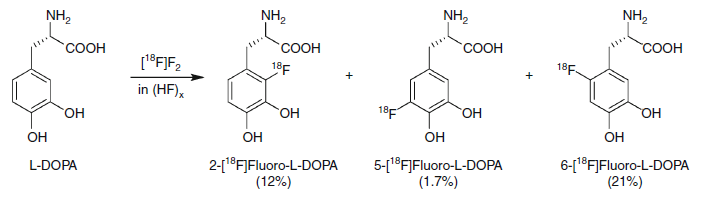 NH₂
COOH
OH
OH
L-DOPA
[¹⁸F]F₂
in (HF)ₓ
NH₂
COOH
¹⁸F
OH
OH
2-[¹⁸F]Fluoro-L-DOPA
(12%)
+
NH₂
COOH
¹⁸F
OH
OH
5-[¹⁸F]Fluoro-L-DOPA
(1.7%)
+
NH₂
COOH
¹⁸F
OH
OH
6-[¹⁸F]Fluoro-L-DOPA
(21%)